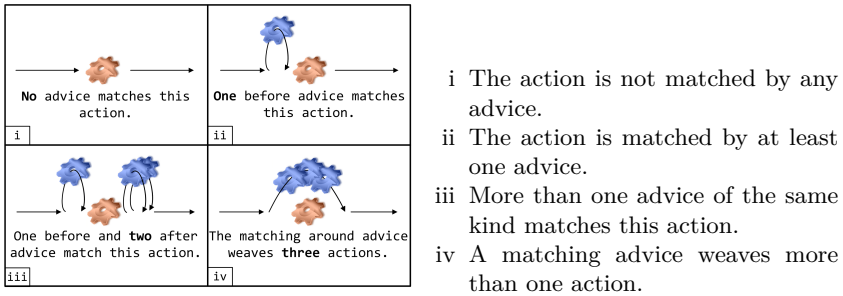 No advice matches this
action.
i
One before advice matches
this action.
ii
One before and two after
advice match this action.
iii
The matching around advice
weaves three actions.
iv
i The action is not matched by any
advice.
ii The action is matched by at least
one advice.
iii More than one advice of the same
kind matches this action.
iv A matching advice weaves more
than one action.